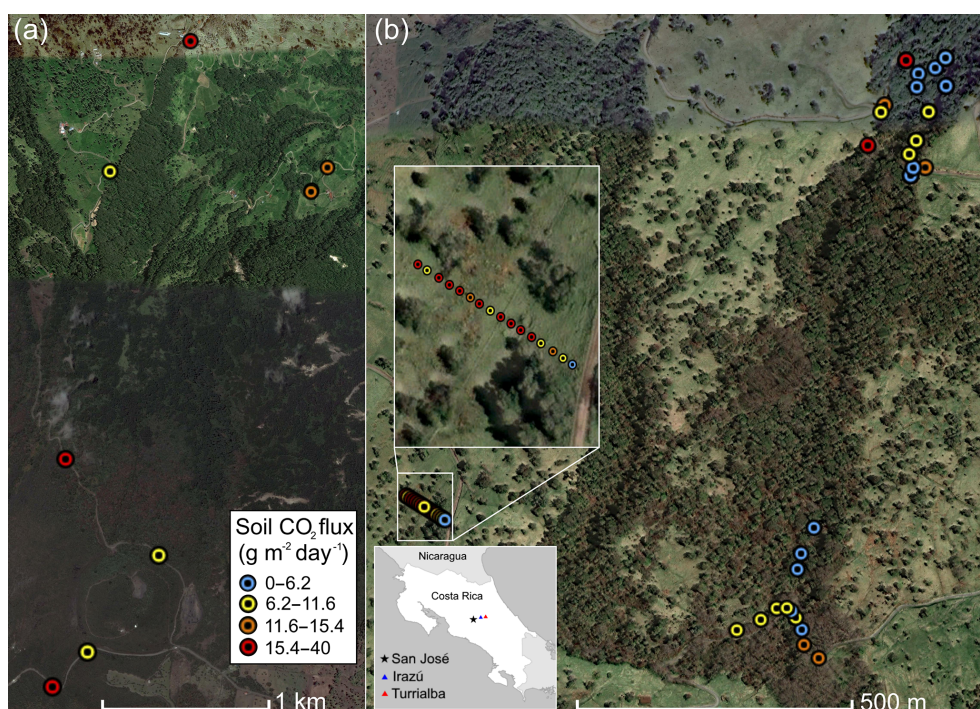 (a)
(b)
Soil CO₂ flux
(g m⁻² day⁻¹)
0–6.2
6.2–11.6
11.6–15.4
15.4–40
1 km
Nicaragua
Costa Rica
San José
Irazú
Turrialba
500 m